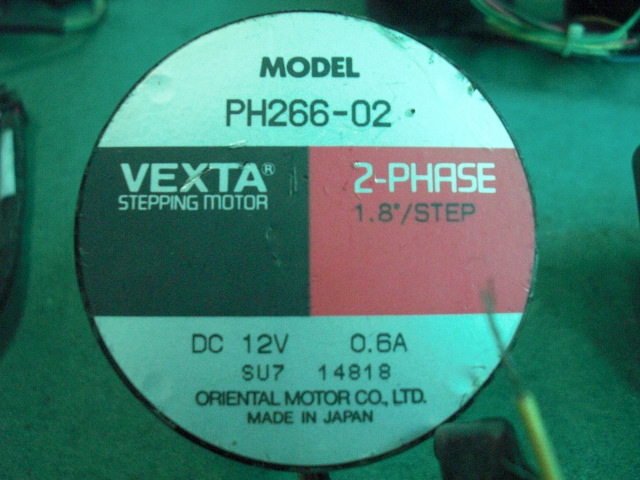 MODEL
PH266-02
VEXTA®
STEPPING MOTOR
2-PHASE
1.8°/STEP
DC 12V 0.6A
SU7 14818
ORIENTAL MOTOR CO., LTD.
MADE IN JAPAN